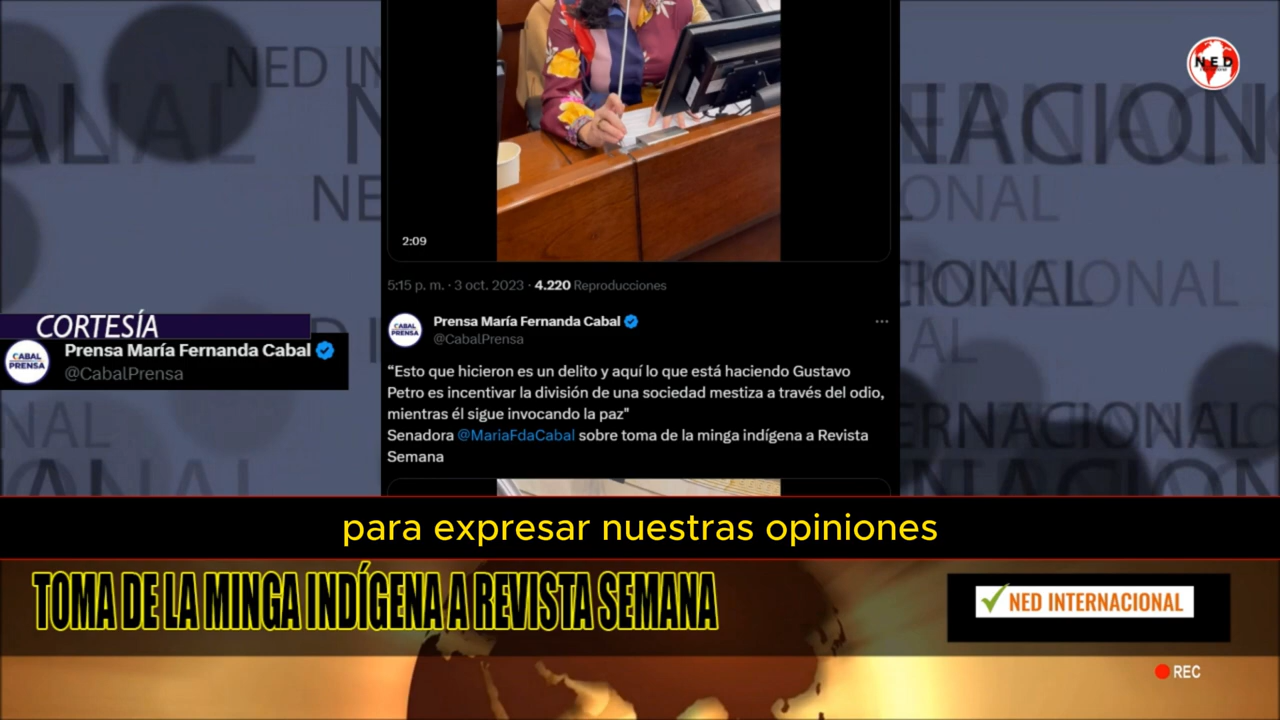 NED
2:09
5:15 p. m. · 3 oct. 2023 · 4.220 Reproducciones
CORTESÍA
CABAL PRENSA
Prensa María Fernanda Cabal
@CabalPrensa
CABAL PRENSA
Prensa María Fernanda Cabal
@CabalPrensa
“Esto que hicieron es un delito y aquí lo que está haciendo Gustavo
Petro es incentivar la división de una sociedad mestiza a través del odio,
mientras él sigue invocando la paz"
Senadora @MariaFdaCabal sobre toma de la minga indígena a Revista
Semana
para expresar nuestras opiniones
TOMA DE LA MINGA INDÍGENA A REVISTA SEMANA
NED INTERNACIONAL
REC